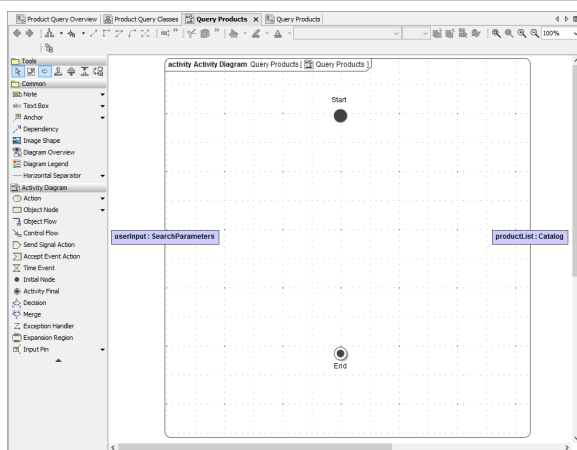 Product Query Overview
Product Query Classes
Query Products
Query Products
100%
Tools
Common
Note
Text Box
Anchor
Dependency
Image Shape
Diagram Overview
Diagram Legend
Horizontal Separator
Activity Diagram
Action
Object Node
Object Flow
Control Flow
Send Signal Action
Accept Event Action
Time Event
Initial Node
Activity Final
Decision
Merge
Exception Handler
Expansion Region
Input Pin
activity Activity Diagram Query Products [ Query Products ]
Start
userInput : SearchParameters
productList : Catalog
End